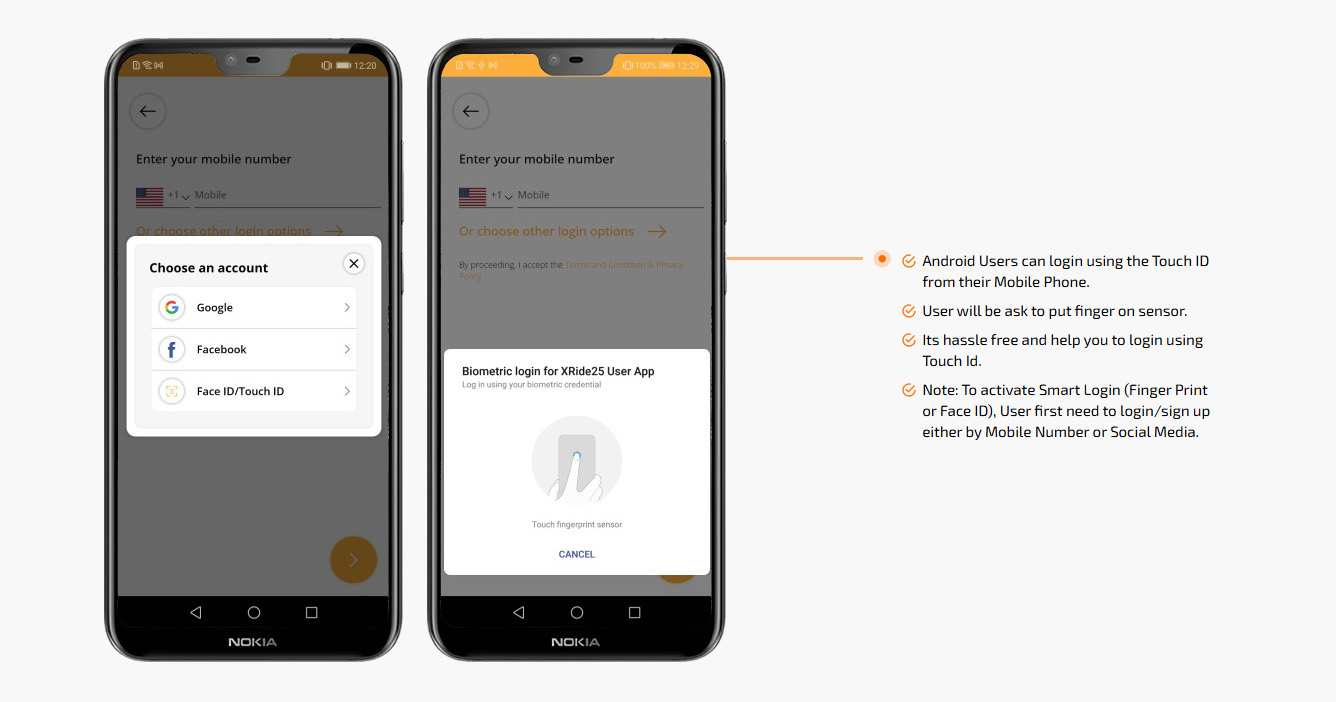 12:20
Enter your mobile number
+1 Mobile
Or choose other login options
Choose an account
Google
Facebook
Face ID/Touch ID
NOKIA
100% 12:29
Enter your mobile number
+1 Mobile
Or choose other login options
By proceeding, I accept the Terms and Condition & Privacy
Policy
Biometric login for XRide25 User App
Log in using your biometric credential
Touch fingerprint sensor
CANCEL
NOKIA
Android Users can login using the Touch ID
from their Mobile Phone.
User will be ask to put finger on sensor.
Its hassle free and help you to login using
Touch Id.
Note: To activate Smart Login (Finger Print
or Face ID), User first need to login/sign up
either by Mobile Number or Social Media.